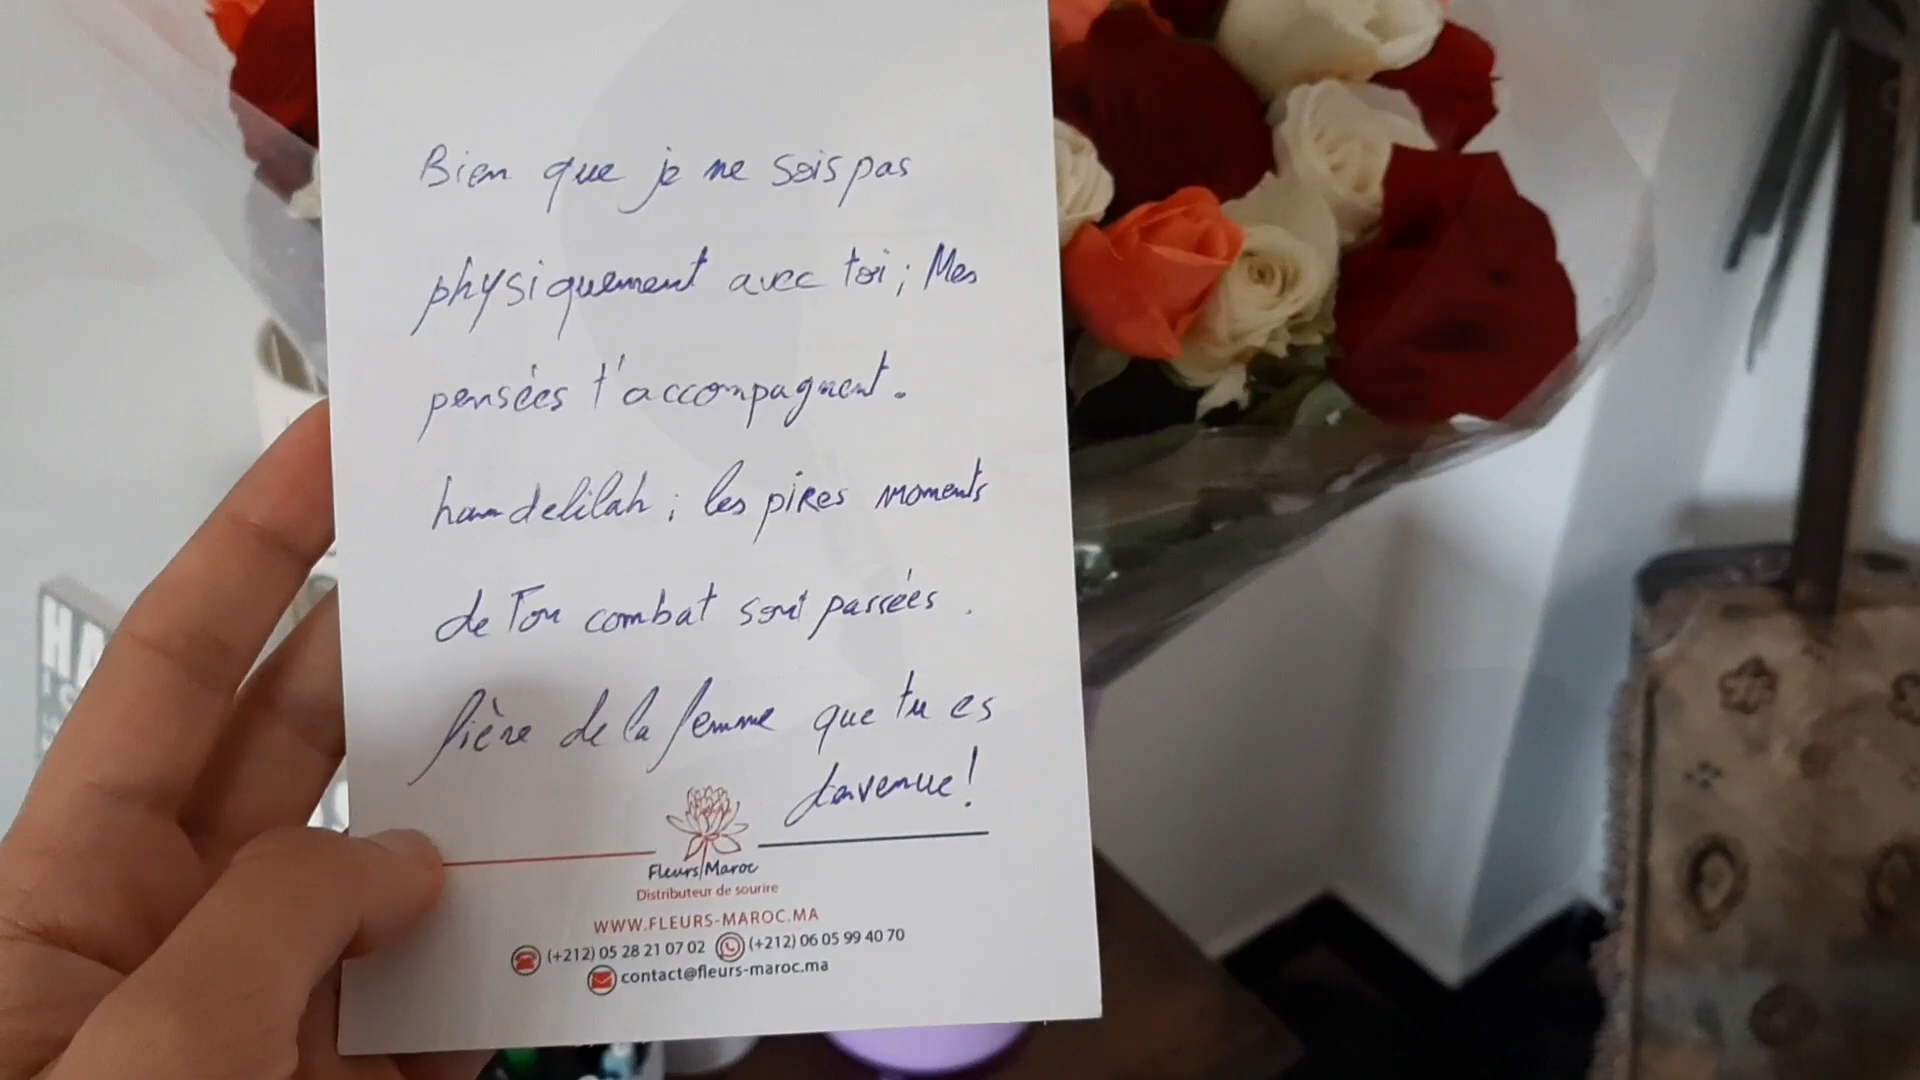 Bien que je ne sois pas
physiquement avec toi ; Mes
pensées t'accompagnent.
hamdelilah ; les pires moments
de Ton combat sont passées.
fière de la femme que tu es
davenue !
Fleurs Maroc
Distributeur de sourire
WWW.FLEURS-MAROC.MA
(+212) 05 28 21 07 02 (+212) 06 05 99 40 70
contact@fleurs-maroc.ma